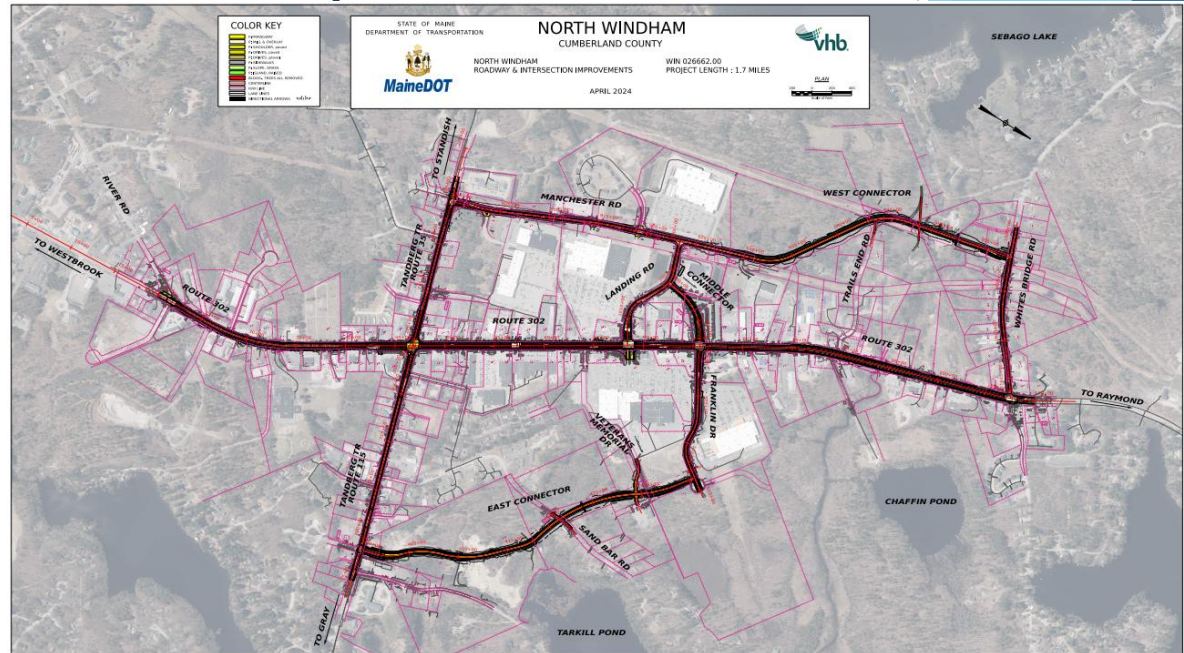 COLOR KEY
STATE OF MAINE
DEPARTMENT OF TRANSPORTATION
MaineDOT
NORTH WINDHAM
CUMBERLAND COUNTY
NORTH WINDHAM
ROADWAY & INTERSECTION IMPROVEMENTS
WIN 026662.00
PROJECT LENGTH : 1.7 MILES
APRIL 2024
vhb.
PLAN
SEBAGO LAKE
TO STANDISH
RIVER RD
TO WESTBROOK
ROUTE 302
TANDBERG TR
ROUTE 35
MANCHESTER RD
WEST CONNECTOR
LANDING RD
MIDDLE
CONNECTOR
TRAILS END RD
WHITES BRIDGE RD
ROUTE 302
ROUTE 302
TO RAYMOND
FRANKLIN DR
VETERANS
MEMORIAL
DR
TANDBERG TR
ROUTE 115
EAST CONNECTOR
SAND BAR RD
CHAFFIN POND
TO GRAY
TARKILL POND